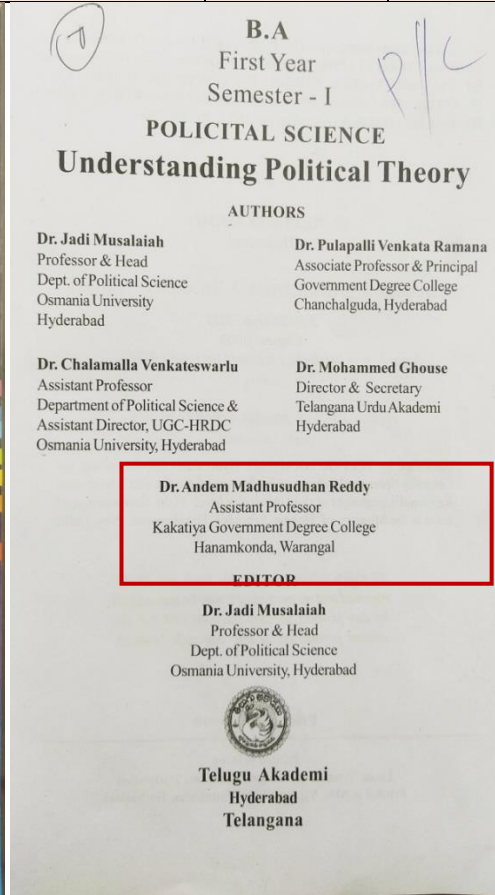 B.A
First Year
Semester - I
POLICITAL SCIENCE
Understanding Political Theory
AUTHORS
Dr. Jadi Musalaiah
Professor & Head
Dept. of Political Science
Osmania University
Hyderabad
Dr. Pulapalli Venkata Ramana
Associate Professor & Principal
Government Degree College
Chanchalguda, Hyderabad
Dr. Chalamalla Venkateswarlu
Assistant Professor
Department of Political Science &
Assistant Director, UGC-HRDC
Osmania University, Hyderabad
Dr. Mohammed Ghouse
Director & Secretary
Telangana Urdu Akademi
Hyderabad
Dr. Andem Madhusudhan Reddy
Assistant Professor
Kakatiya Government Degree College
Hanamkonda, Warangal
EDITOR
Dr. Jadi Musalaiah
Professor & Head
Dept. of Political Science
Osmania University, Hyderabad
Telugu Akademi
Hyderabad
Telangana